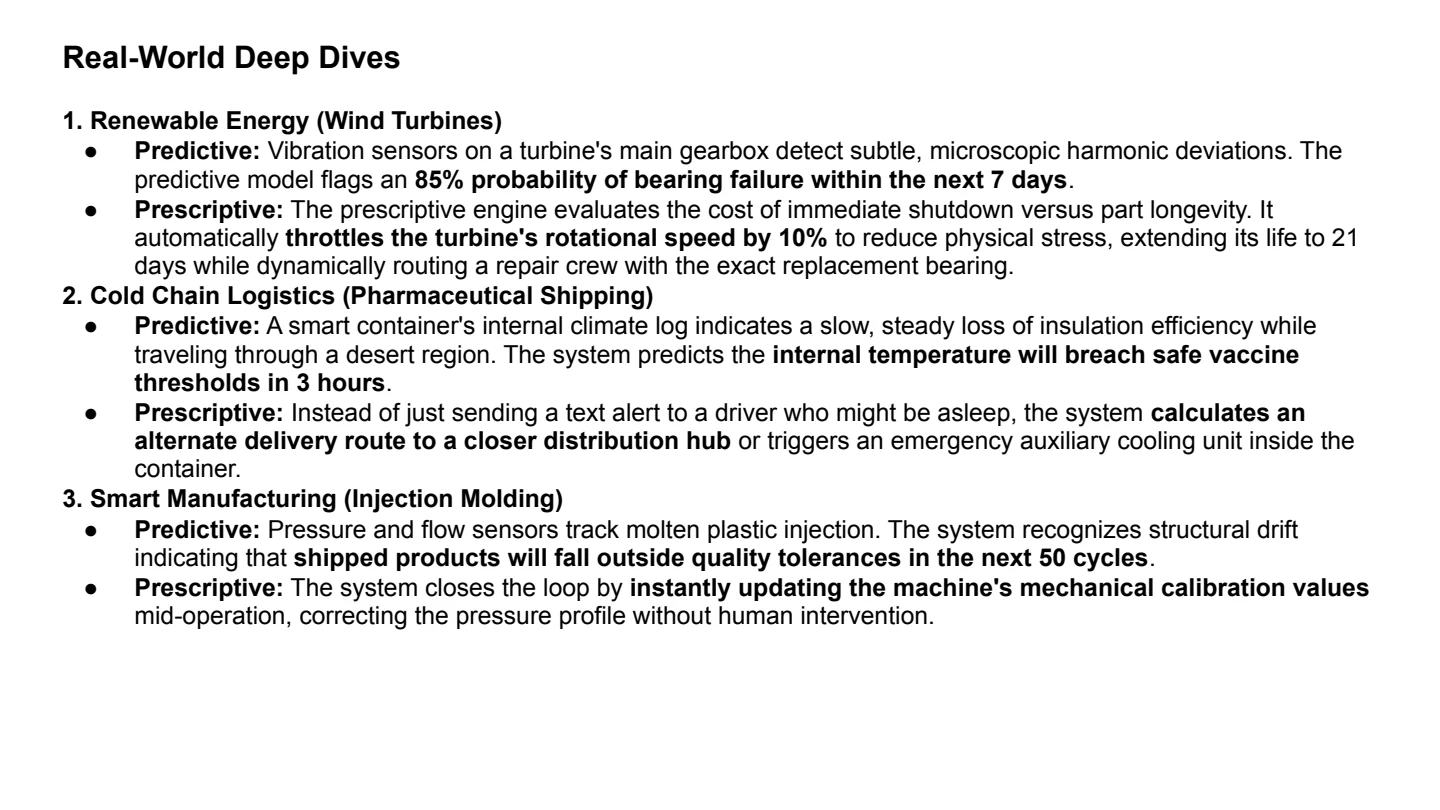 Real-World Deep Dives
1. Renewable Energy (Wind Turbines)
● Predictive: Vibration sensors on a turbine's main gearbox detect subtle, microscopic harmonic deviations. The
predictive model flags an 85% probability of bearing failure within the next 7 days.
● Prescriptive: The prescriptive engine evaluates the cost of immediate shutdown versus part longevity. It
automatically throttles the turbine's rotational speed by 10% to reduce physical stress, extending its life to 21
days while dynamically routing a repair crew with the exact replacement bearing.
2. Cold Chain Logistics (Pharmaceutical Shipping)
● Predictive: A smart container's internal climate log indicates a slow, steady loss of insulation efficiency while
traveling through a desert region. The system predicts the internal temperature will breach safe vaccine
thresholds in 3 hours.
● Prescriptive: Instead of just sending a text alert to a driver who might be asleep, the system calculates an
alternate delivery route to a closer distribution hub or triggers an emergency auxiliary cooling unit inside the
container.
3. Smart Manufacturing (Injection Molding)
● Predictive: Pressure and flow sensors track molten plastic injection. The system recognizes structural drift
indicating that shipped products will fall outside quality tolerances in the next 50 cycles.
● Prescriptive: The system closes the loop by instantly updating the machine's mechanical calibration values
mid-operation, correcting the pressure profile without human intervention.